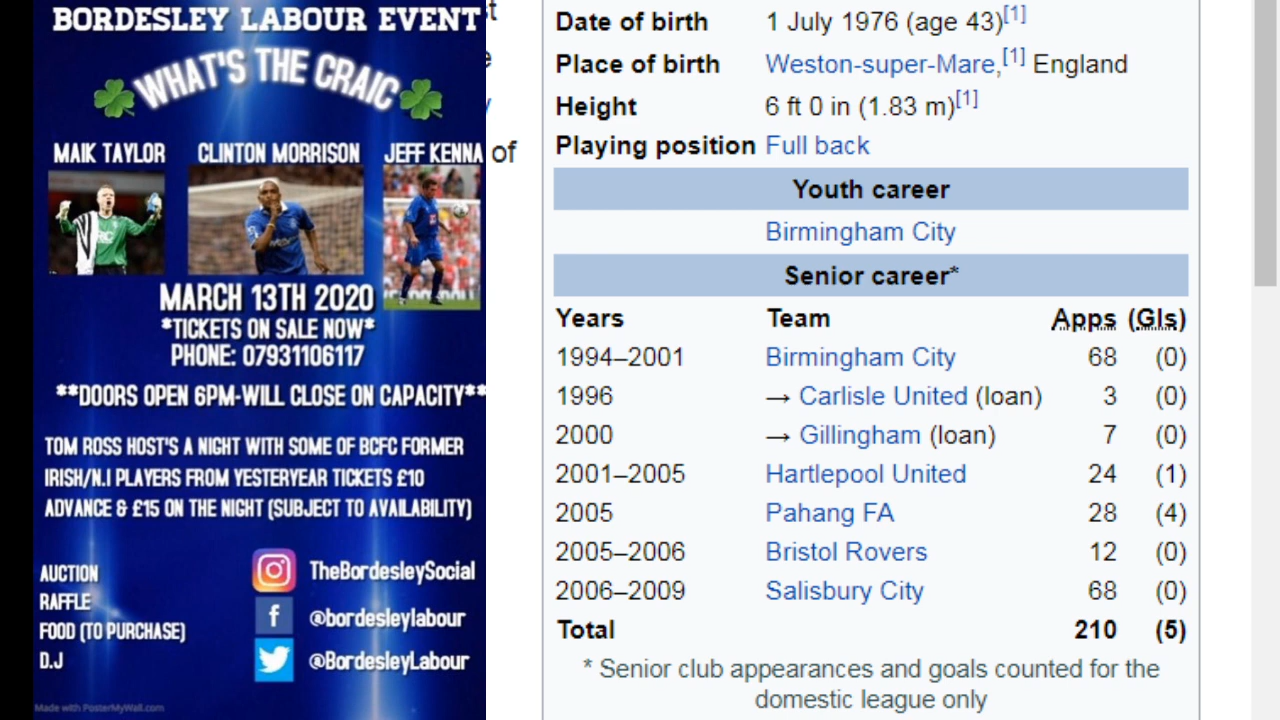 BORDESLEY LABOUR EVENT
WHAT'S THE CRAIC
MAIK TAYLOR CLINTON MORRISON JEFF KENNA
MARCH 13TH 2020
*TICKETS ON SALE NOW*
PHONE: 07931106117
**DOORS OPEN 6PM-WILL CLOSE ON CAPACITY**
TOM ROSS HOST'S A NIGHT WITH SOME OF BCFC FORMER
IRISH/N.I PLAYERS FROM YESTERYEAR TICKETS £10
ADVANCE & £15 ON THE NIGHT (SUBJECT TO AVAILABILITY)
AUCTION
RAFFLE
FOOD (TO PURCHASE)
D.J
TheBordesleySocial
@bordesleylabour
@BordesleyLabour
Made with PosterMyWall.com
of
Date of birth 1 July 1976 (age 43)[1]
Place of birth Weston-super-Mare,[1] England
Height 6 ft 0 in (1.83 m)[1]
Playing position Full back
Youth career
Birmingham City
Senior career*
Years Team Apps (Gls)
1994–2001 Birmingham City 68 (0)
1996 → Carlisle United (loan) 3 (0)
2000 → Gillingham (loan) 7 (0)
2001–2005 Hartlepool United 24 (1)
2005 Pahang FA 28 (4)
2005–2006 Bristol Rovers 12 (0)
2006–2009 Salisbury City 68 (0)
Total 210 (5)
* Senior club appearances and goals counted for the
domestic league only